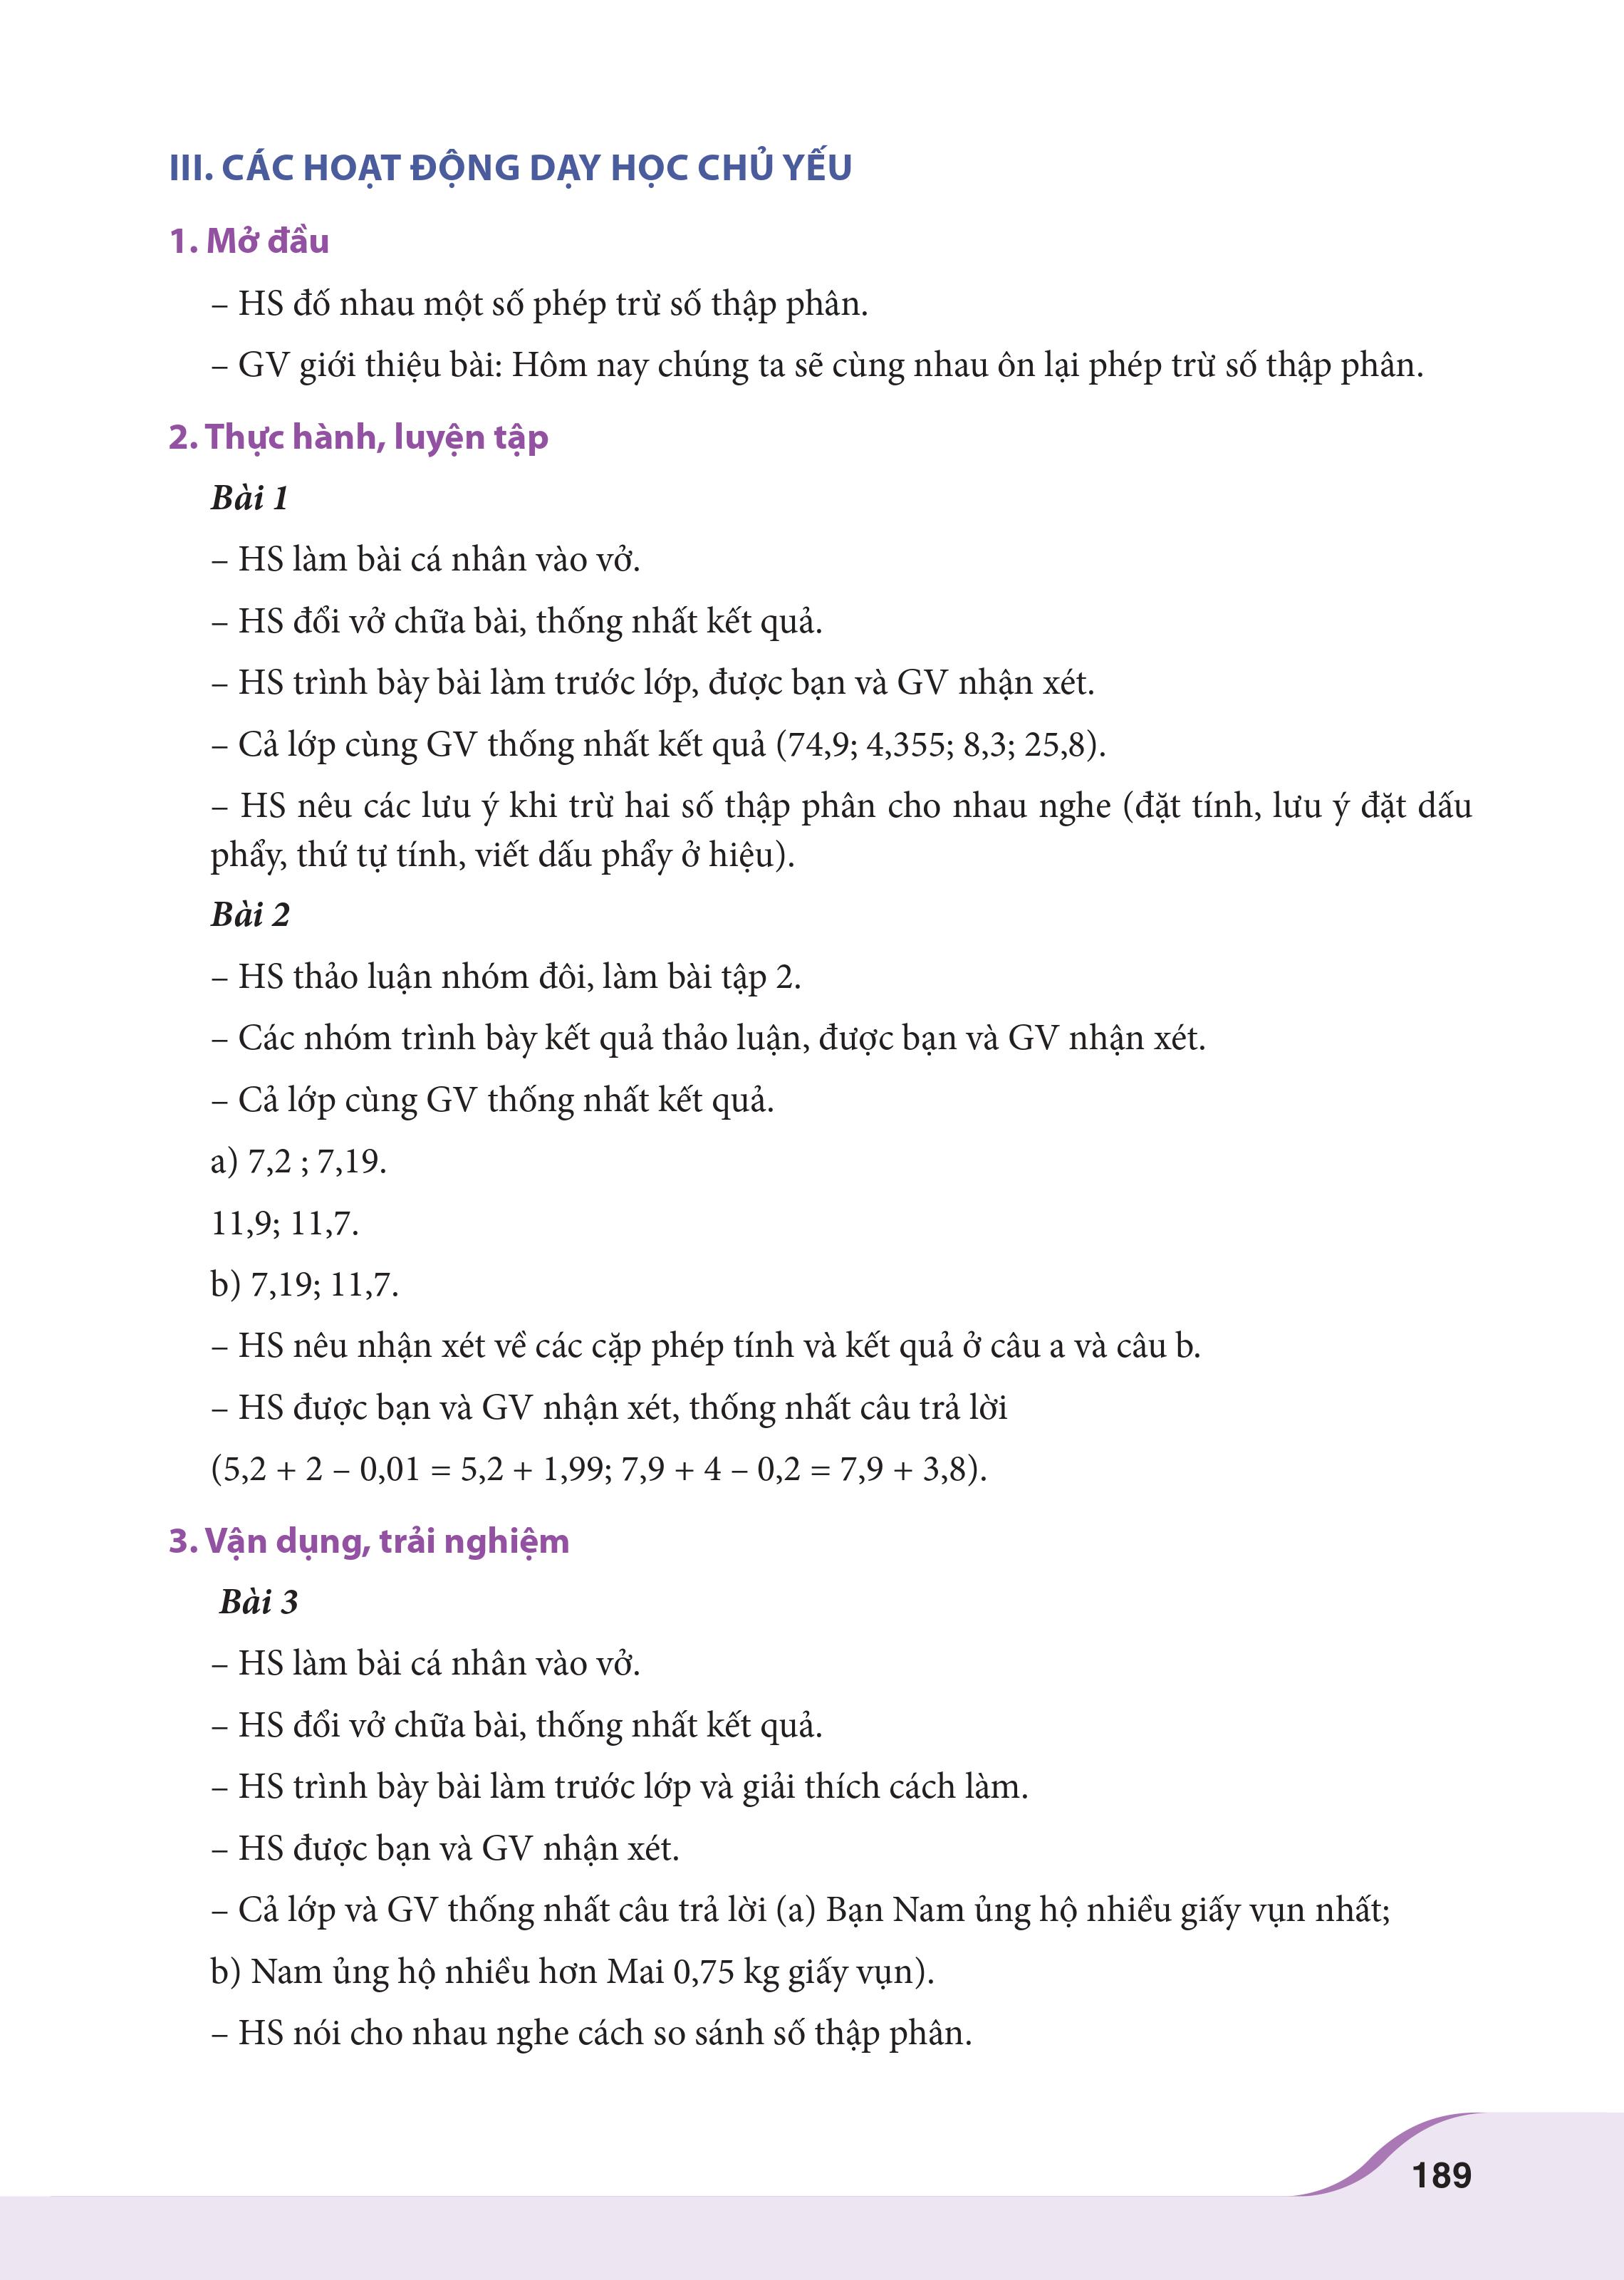 III. CÁC HOẠT ĐỘNG DẠY HỌC CHỦ YẾU
1. Mở đầu
– HS đố nhau một số phép trừ số thập phân.
– GV giới thiệu bài: Hôm nay chúng ta sẽ cùng nhau ôn lại phép trừ số thập phân.
2. Thực hành, luyện tập
Bài 1
– HS làm bài cá nhân vào vở.
– HS đổi vở chữa bài, thống nhất kết quả.
– HS trình bày bài làm trước lớp, được bạn và GV nhận xét.
– Cả lớp cùng GV thống nhất kết quả (74,9; 4,355; 8,3; 25,8).
– HS nêu các lưu ý khi trừ hai số thập phân cho nhau nghe (đặt tính, lưu ý đặt dấu
phẩy, thứ tự tính, viết dấu phẩy ở hiệu).
Bài 2
– HS thảo luận nhóm đôi, làm bài tập 2.
– Các nhóm trình bày kết quả thảo luận, được bạn và GV nhận xét.
– Cả lớp cùng GV thống nhất kết quả.
a) 7,2 ; 7,19.
11,9; 11,7.
b) 7,19; 11,7.
– HS nêu nhận xét về các cặp phép tính và kết quả ở câu a và câu b.
– HS được bạn và GV nhận xét, thống nhất câu trả lời
(5,2 + 2 – 0,01 = 5,2 + 1,99; 7,9 + 4 – 0,2 = 7,9 + 3,8).
3. Vận dụng, trải nghiệm
Bài 3
– HS làm bài cá nhân vào vở.
– HS đổi vở chữa bài, thống nhất kết quả.
– HS trình bày bài làm trước lớp và giải thích cách làm.
– HS được bạn và GV nhận xét.
– Cả lớp và GV thống nhất câu trả lời (a) Bạn Nam ủng hộ nhiều giấy vụn nhất;
b) Nam ủng hộ nhiều hơn Mai 0,75 kg giấy vụn).
– HS nói cho nhau nghe cách so sánh số thập phân.
189